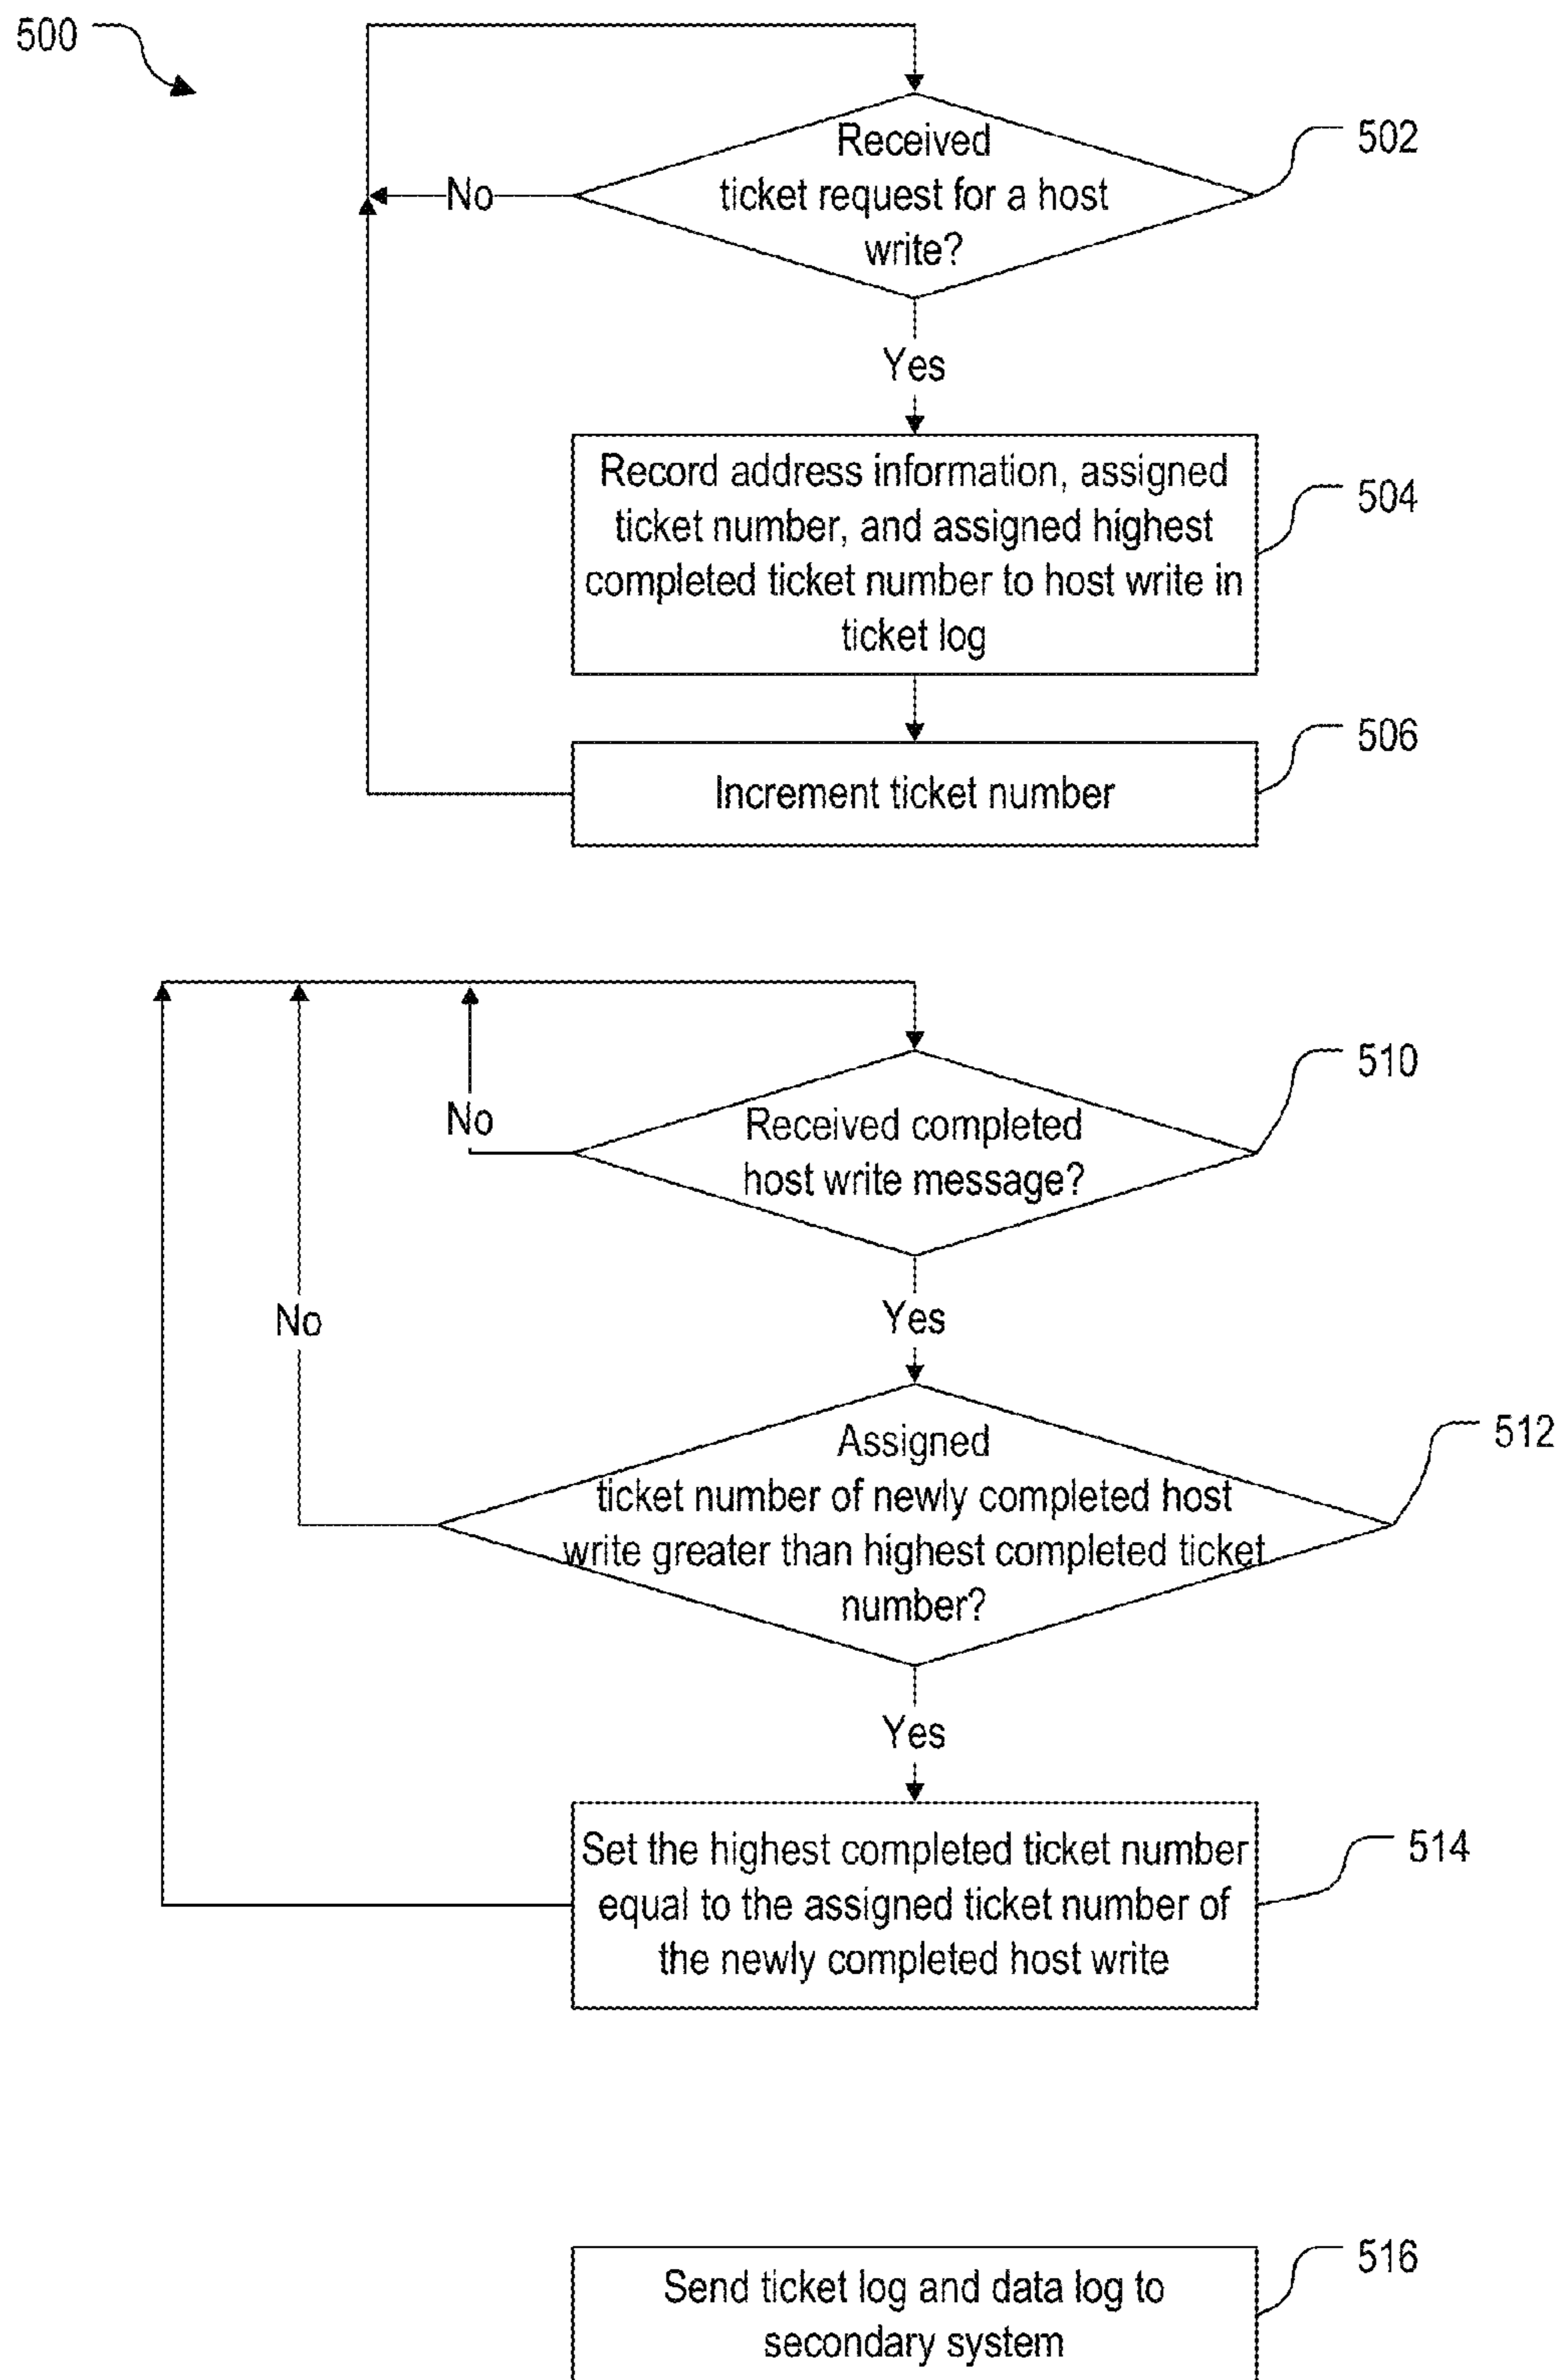 500
Received
ticket request for a host
write?
502
No
Yes
Record address information, assigned
ticket number, and assigned highest
completed ticket number to host write in
ticket log
504
Increment ticket number
506
Received completed
host write message?
510
No
Yes
No
Assigned
ticket number of newly completed host
write greater than highest completed ticket
number?
512
Yes
Set the highest completed ticket number
equal to the assigned ticket number of
the newly completed host write
514
Send ticket log and data log to
secondary system
516